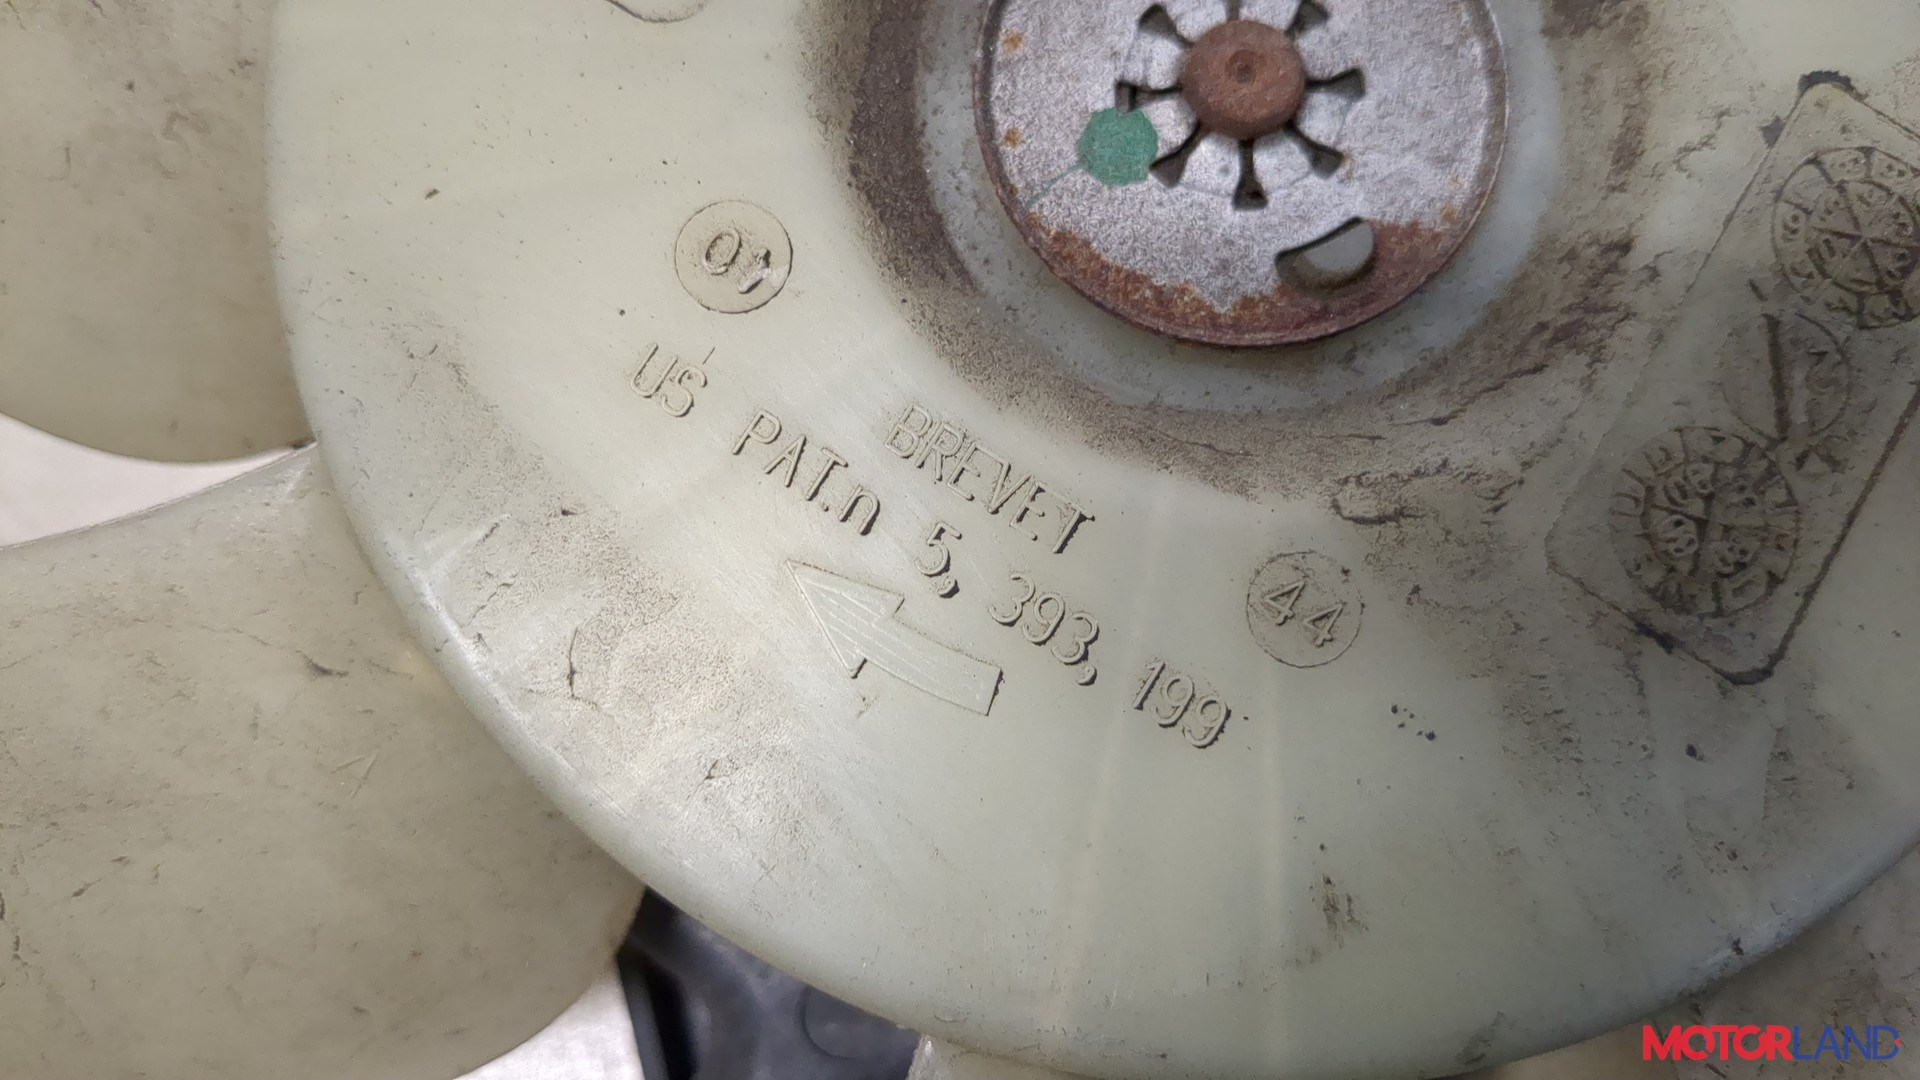 01
BREVET
US PAT.n 5, 393, 199
44
MOTORLAND